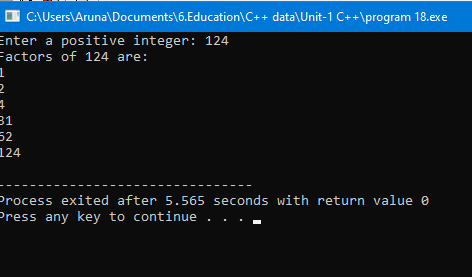 C:\Users\Aruna\Documents\6.Education\C++ data\Unit-1 C++\program 18.exe
Enter a positive integer: 124
Factors of 124 are:
1
2
4
31
62
124
--------------------------------
Process exited after 5.565 seconds with return value 0
Press any key to continue . . .